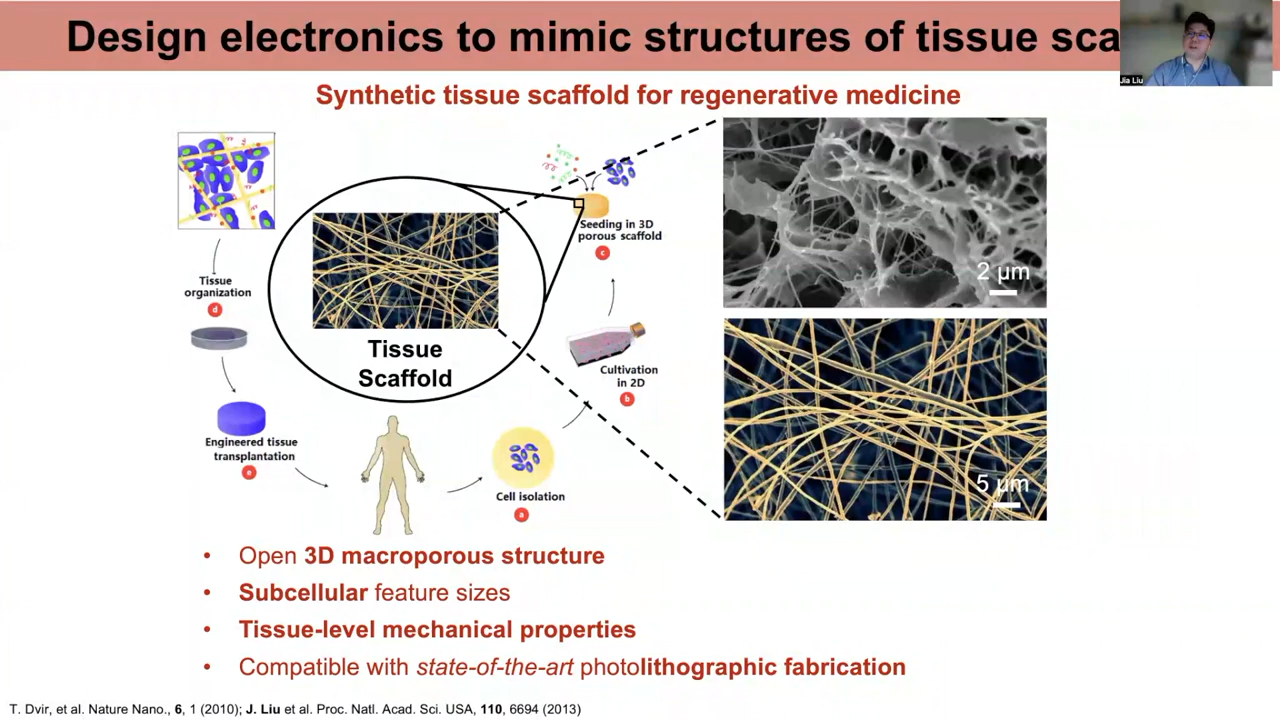 Design electronics to mimic structures of tissue sca
Jia Liu
Synthetic tissue scaffold for regenerative medicine
Seeding in 3D
porous scaffold
c
2 µm
Tissue
organization
d
Tissue
Scaffold
Cultivation
in 2D
b
Engineered tissue
transplantation
e
5 µm
Cell isolation
a
• Open 3D macroporous structure
• Subcellular feature sizes
• Tissue-level mechanical properties
• Compatible with state-of-the-art photolithographic fabrication
T. Dvir, et al. Nature Nano., 6, 1 (2010); J. Liu et al. Proc. Natl. Acad. Sci. USA, 110, 6694 (2013)